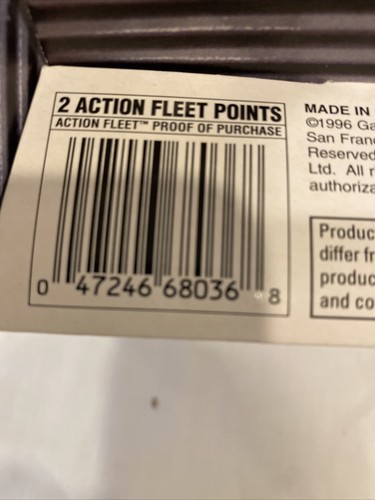 2 ACTION FLEET POINTS
ACTION FLEET™ PROOF OF PURCHASE
0 47246 68036 8
MADE IN
©1996 Ga
San Fran
Reserved
Ltd. All r
authoriza
Produc
differ fr
produc
and co